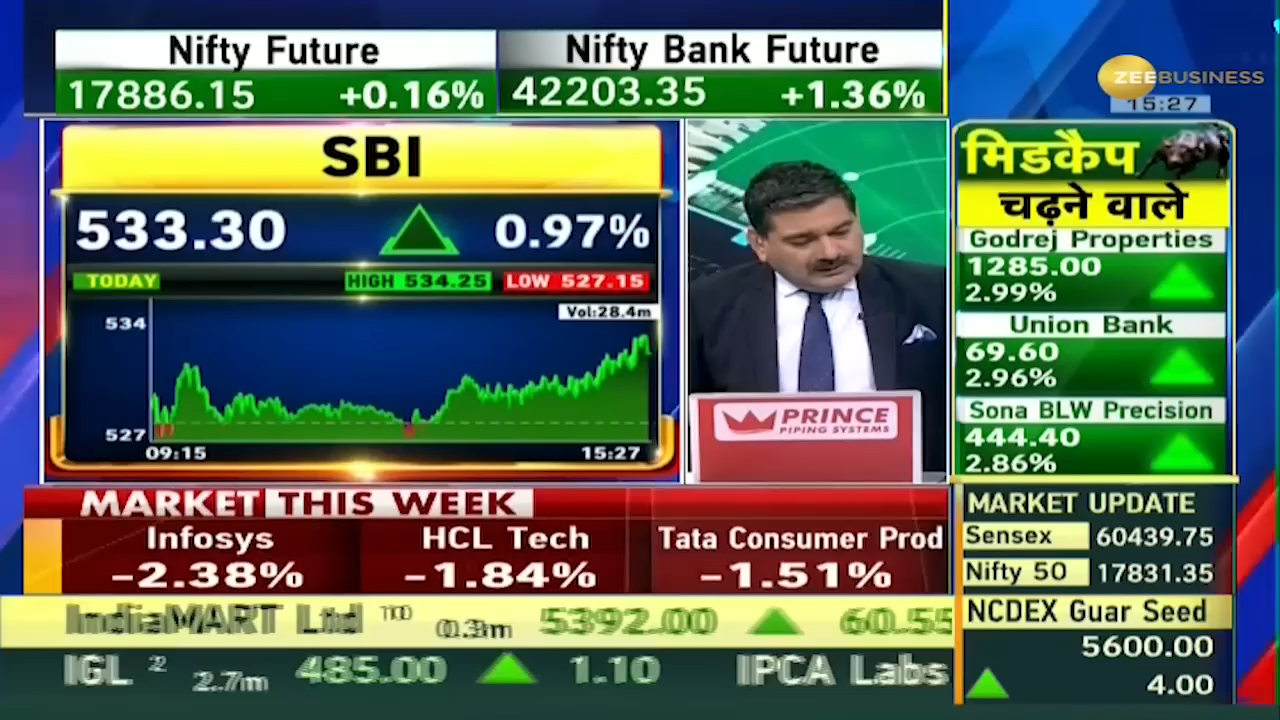 Nifty Future
17886.15 +0.16%
Nifty Bank Future
42203.35 +1.36%
ZEEBUSINESS
15:27
SBI
533.30 0.97%
TODAY HIGH 534.25 LOW 527.15
Vol:28.4m
534
527
09:15 15:27
PRINCE
PIPING SYSTEMS
मिडकैप
चढ़ने वाले
Godrej Properties
1285.00
2.99%
Union Bank
69.60
2.96%
Sona BLW Precision
444.40
2.86%
MARKET THIS WEEK
Infosys
-2.38%
HCL Tech
-1.84%
Tata Consumer Prod
-1.51%
MARKET UPDATE
Sensex 60439.75
Nifty 50 17831.35
NCDEX Guar Seed
5600.00
4.00
IndiaMART Ltd 5392.00 60.55
IGL 2.7m 485.00 1.10 IPCA Labs